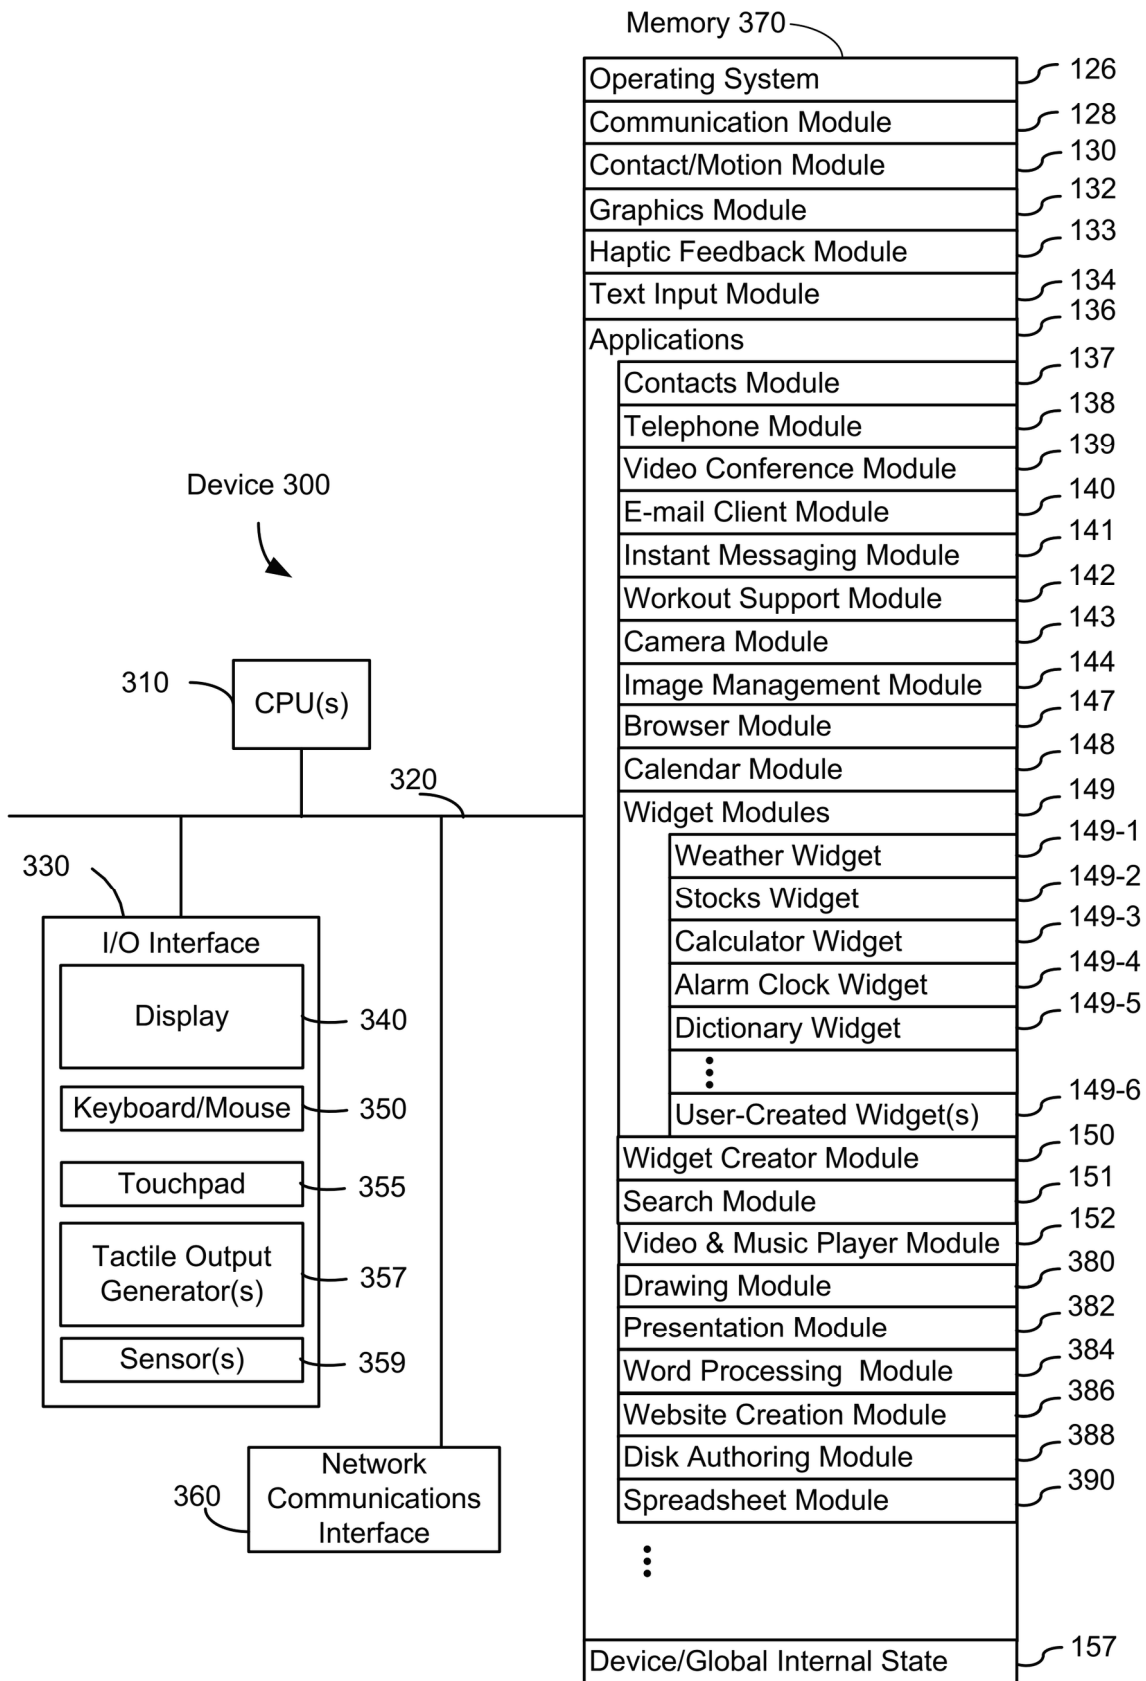 Memory 370
Operating System 126
Communication Module 128
Contact/Motion Module 130
Graphics Module 132
Haptic Feedback Module 133
Text Input Module 134
Applications 136
Contacts Module 137
Telephone Module 138
Video Conference Module 139
E-mail Client Module 140
Instant Messaging Module 141
Workout Support Module 142
Camera Module 143
Image Management Module 144
Browser Module 147
Calendar Module 148
Widget Modules 149
Weather Widget 149-1
Stocks Widget 149-2
Calculator Widget 149-3
Alarm Clock Widget 149-4
Dictionary Widget 149-5
User-Created Widget(s) 149-6
Widget Creator Module 150
Search Module 151
Video & Music Player Module 152
Drawing Module 380
Presentation Module 382
Word Processing Module 384
Website Creation Module 386
Disk Authoring Module 388
Spreadsheet Module 390
Device/Global Internal State 157
Device 300
310
CPU(s)
320
330
I/O Interface
Display 340
Keyboard/Mouse 350
Touchpad 355
Tactile Output
Generator(s) 357
Sensor(s) 359
360
Network
Communications
Interface